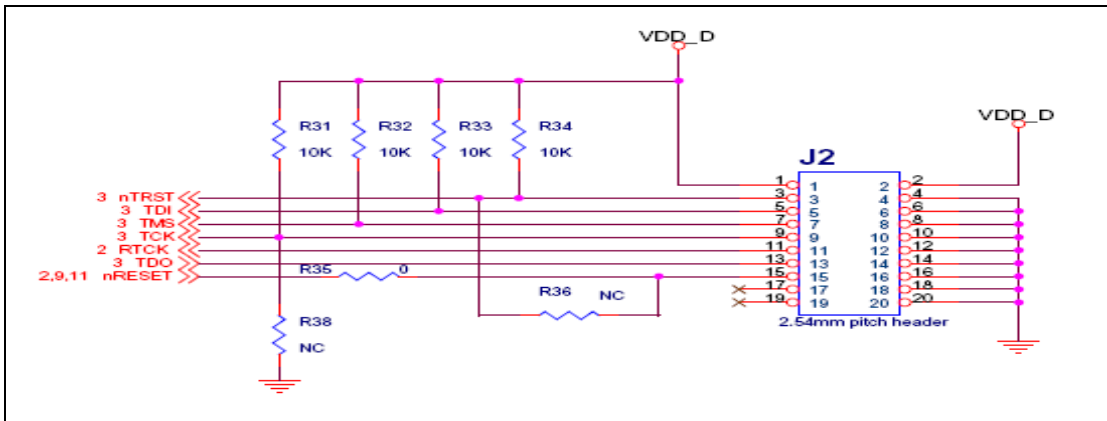 VDD_D
VDD_D
R31
10K
R32
10K
R33
10K
R34
10K
J2
3 nTRST
3 TDI
3 TMS
3 TCK
2 RTCK
3 TDO
2,9,11 nRESET
R35 0
R36 NC
R38
NC
1 1 2 2
3 3 4 4
5 5 6 6
7 7 8 8
9 9 10 10
11 11 12 12
13 13 14 14
15 15 16 16
17 17 18 18
19 19 20 20
2.54mm pitch header